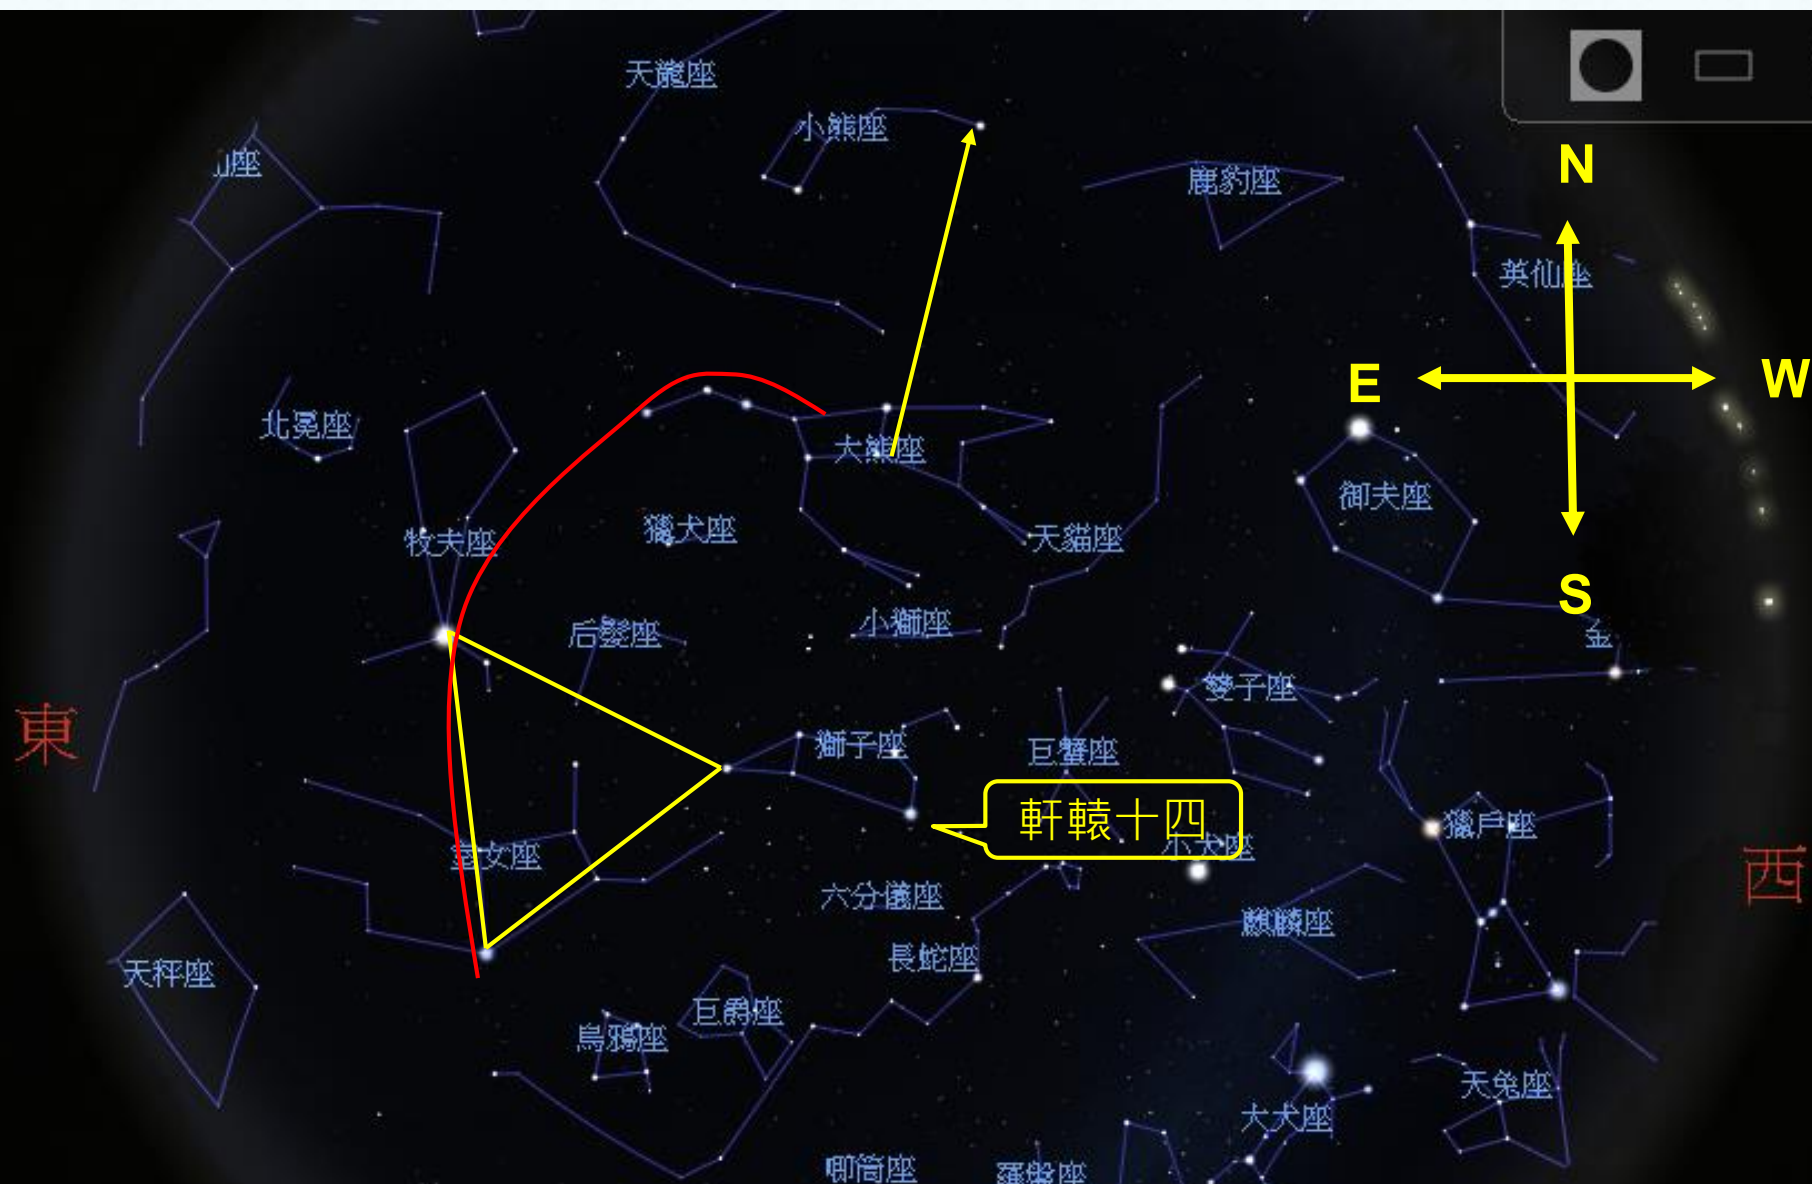 天龍座
小熊座
N
山座
鹿豹座
英仙座
E
W
北冕座
大熊座
御夫座
牧夫座
獵犬座
天貓座
S
后髮座
小獅座
金
雙子座
東
獅子座
巨蟹座
軒轅十四
獵戶座
小犬座
室女座
西
六分儀座
麒麟座
長蛇座
天秤座
巨爵座
烏鴉座
天兔座
大犬座
唧筒座
羅盤座